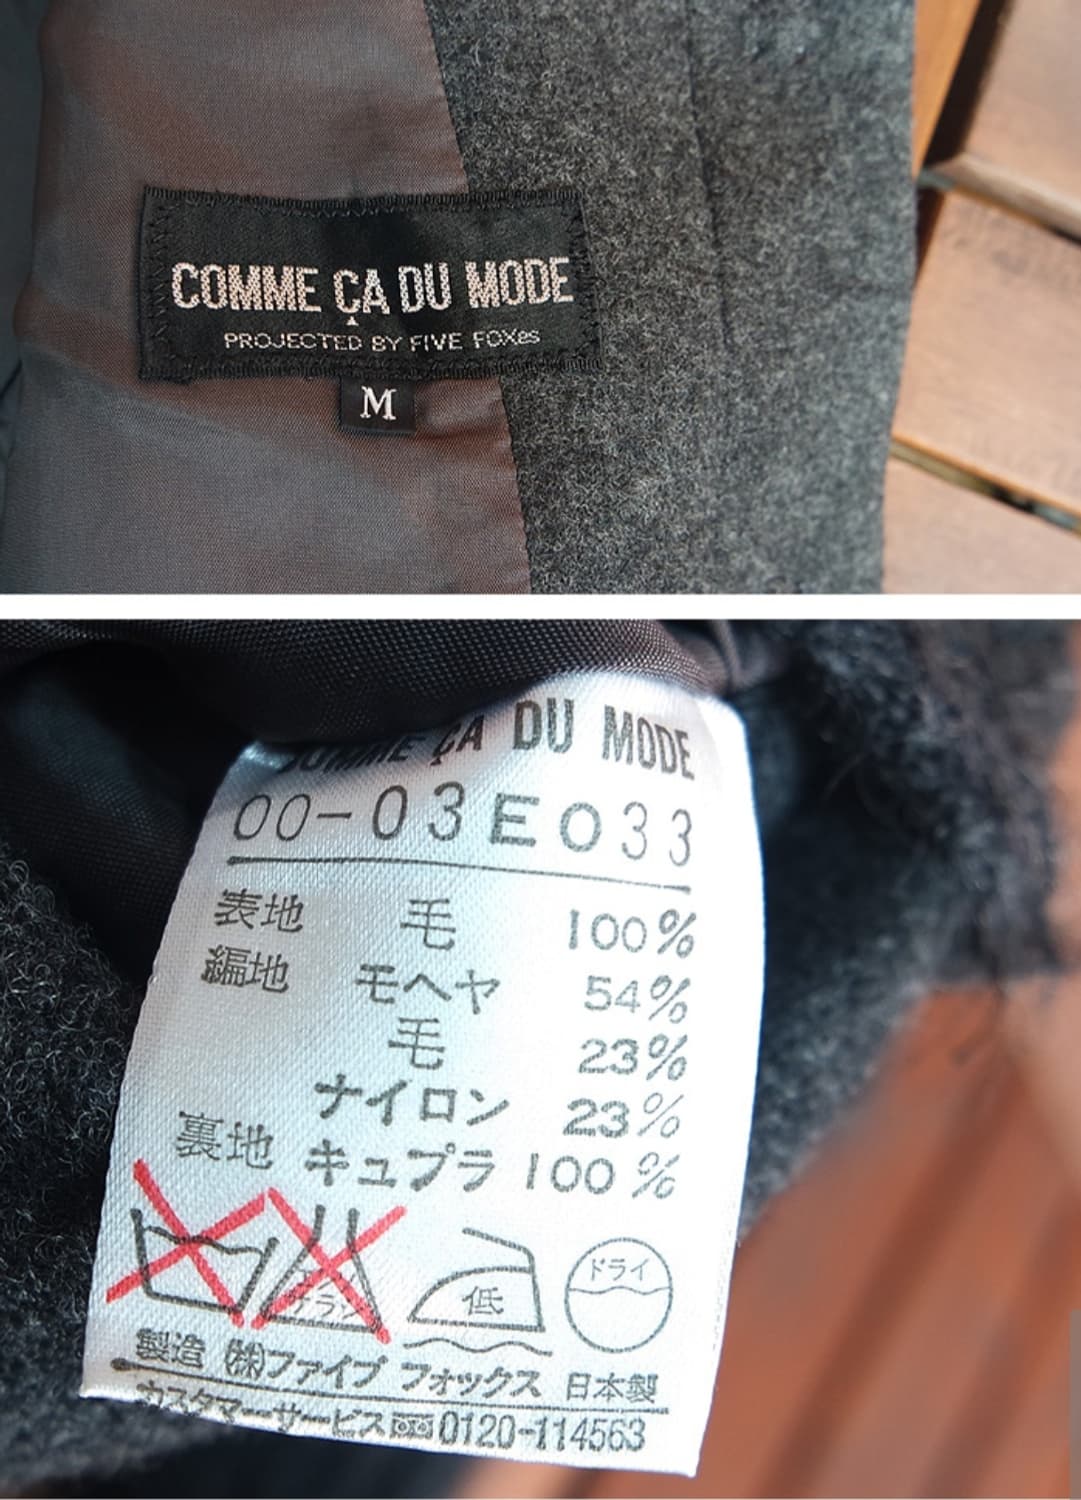 COMME ÇA DU MODE
PROJECTED BY FIVE FOXes
M
COMME ÇA DU MODE
00-03E033
表地 毛 100%
編地 モヘヤ 54%
毛 23%
ナイロン 23%
裏地 キュプラ 100%
低 ドライ
製造 ㈱ファイブ フォックス 日本製
カスタマーサービス 0120-114563